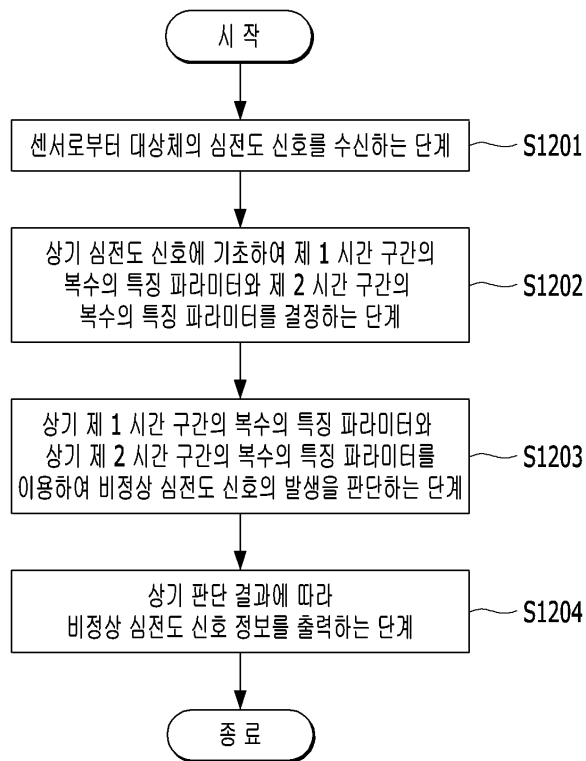 시 작
센서로부터 대상체의 심전도 신호를 수신하는 단계
S1201
상기 심전도 신호에 기초하여 제 1 시간 구간의
복수의 특징 파라미터와 제 2 시간 구간의
복수의 특징 파라미터를 결정하는 단계
S1202
상기 제 1 시간 구간의 복수의 특징 파라미터와
상기 제 2 시간 구간의 복수의 특징 파라미터를
이용하여 비정상 심전도 신호의 발생을 판단하는 단계
S1203
상기 판단 결과에 따라
비정상 심전도 신호 정보를 출력하는 단계
S1204
종 료